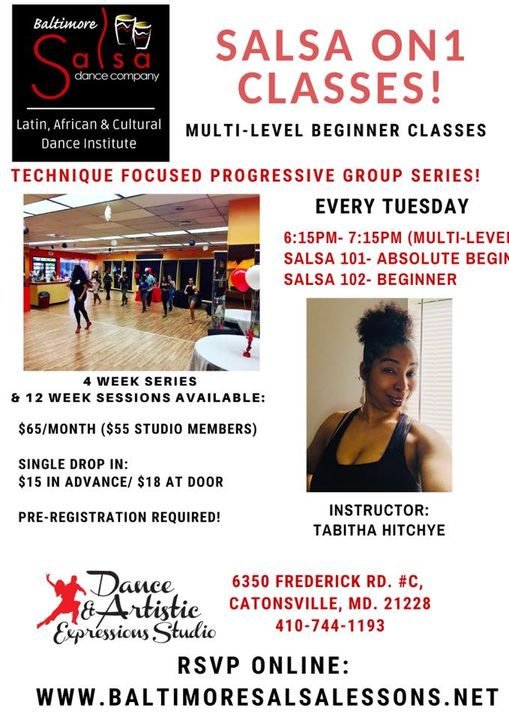 Baltimore
Salsa
dance company
Latin, African & Cultural
Dance Institute
SALSA ON1
CLASSES!
MULTI-LEVEL BEGINNER CLASSES
TECHNIQUE FOCUSED PROGRESSIVE GROUP SERIES!
EVERY TUESDAY
6:15PM- 7:15PM (MULTI-LEVEL
SALSA 101- ABSOLUTE BEGIN
SALSA 102- BEGINNER
4 WEEK SERIES
& 12 WEEK SESSIONS AVAILABLE:
$65/MONTH ($55 STUDIO MEMBERS)
SINGLE DROP IN:
$15 IN ADVANCE/ $18 AT DOOR
PRE-REGISTRATION REQUIRED!
INSTRUCTOR:
TABITHA HITCHYE
Dance
& Artistic
Expressions Studio
6350 FREDERICK RD. #C,
CATONSVILLE, MD. 21228
410-744-1193
RSVP ONLINE:
WWW.BALTIMORESALSALESSONS.NET